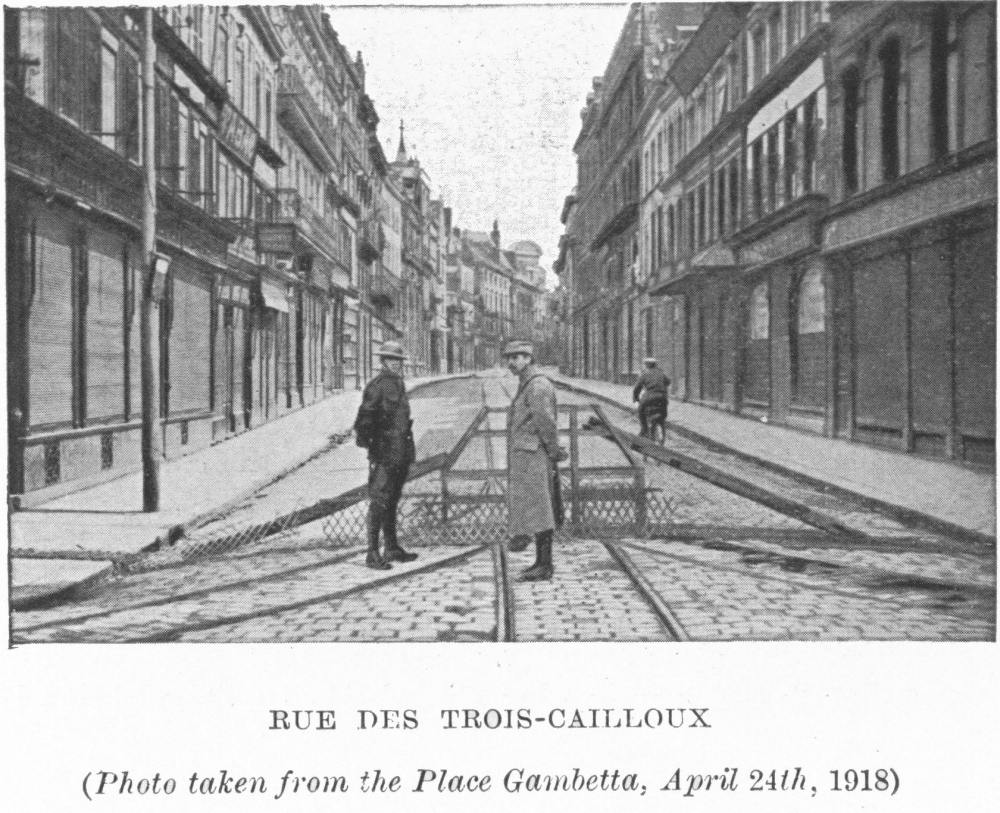 RUE DES TROIS-CAILLOUX
(Photo taken from the Place Gambetta, April 24th, 1918)